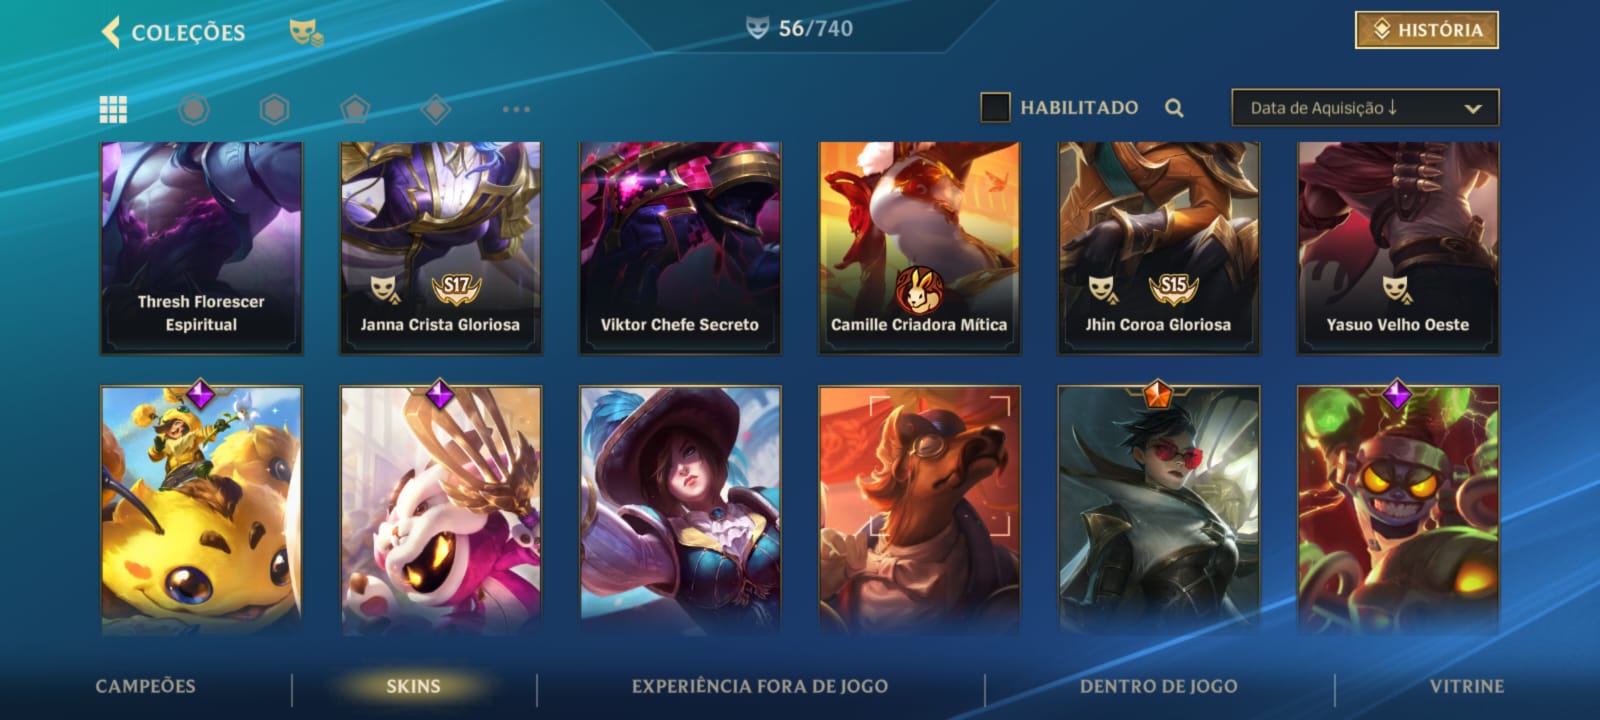 COLEÇÕES
56/740
HISTÓRIA
HABILITADO
Data de Aquisição ↓
Thresh Florescer
Espiritual
S17
Janna Crista Gloriosa
Viktor Chefe Secreto
Camille Criadora Mítica
S15
Jhin Coroa Gloriosa
Yasuo Velho Oeste
CAMPEÕES
SKINS
EXPERIÊNCIA FORA DE JOGO
DENTRO DE JOGO
VITRINE